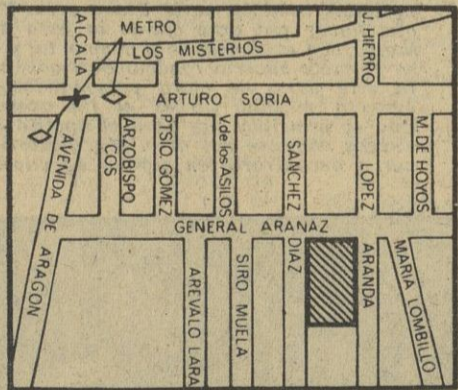 METRO
ALCALA
LOS MISTERIOS
J. HIERRO
ARTURO SORIA
AVENIDA DE ARAGON
ARZOBISPO
COS
PTSIO. GOMEZ
V. de los ASILOS
SANCHEZ
LOPEZ
M. DE HOYOS
GENERAL ARANAZ
AREVALO LARA
SIRO MUELA
DIAZ
ARANDA
MARIA LOMBILLO